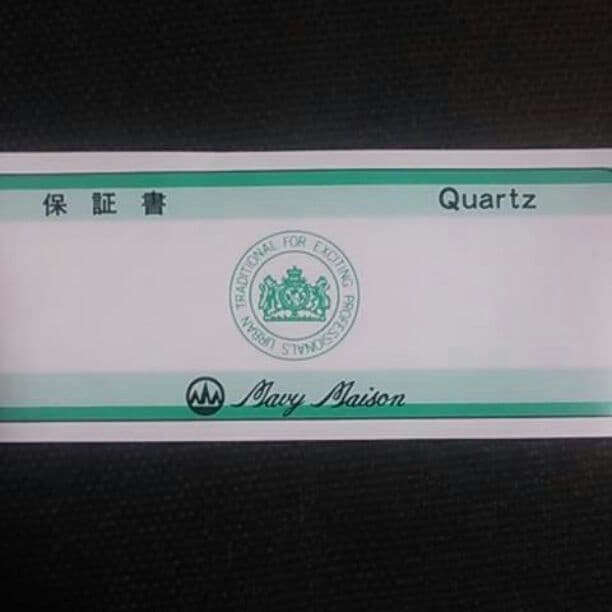 保証書
Quartz
URBAN TRADITIONAL FOR EXCITING PROFESSIONALS
Mavy Maison